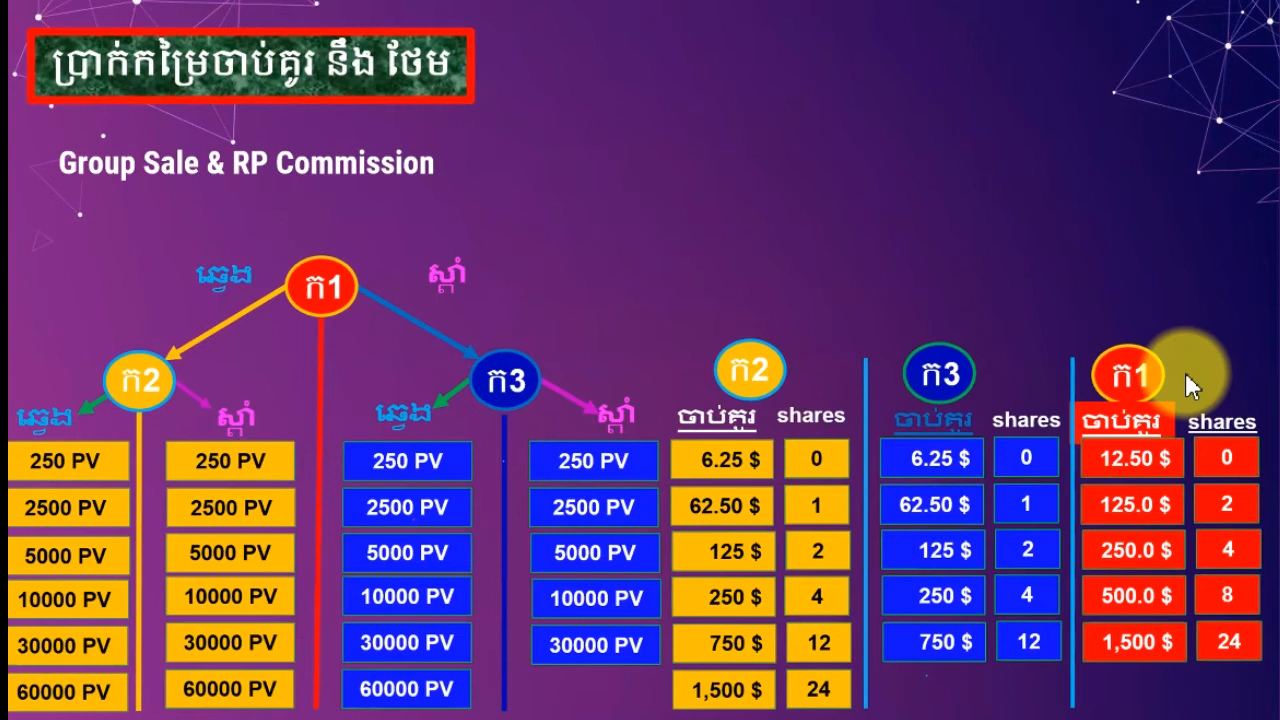 ប្រាក់កម្រៃចាប់គូរ នឹង ថែម
Group Sale & RP Commission
ឆ្វេង ក1 ស្តាំ
ក2 ក3 ក2 ក3 ក1
ឆ្វេង ស្តាំ ឆ្វេង ស្តាំ ចាប់គូរ shares ចាប់គូរ shares ចាប់គូរ shares
250 PV 250 PV 250 PV 250 PV 6.25 $ 0 6.25 $ 0 12.50 $ 0
2500 PV 2500 PV 2500 PV 2500 PV 62.50 $ 1 62.50 $ 1 125.0 $ 2
5000 PV 5000 PV 5000 PV 5000 PV 125 $ 2 125 $ 2 250.0 $ 4
10000 PV 10000 PV 10000 PV 10000 PV 250 $ 4 250 $ 4 500.0 $ 8
30000 PV 30000 PV 30000 PV 30000 PV 750 $ 12 750 $ 12 1,500 $ 24
60000 PV 60000 PV 60000 PV 1,500 $ 24